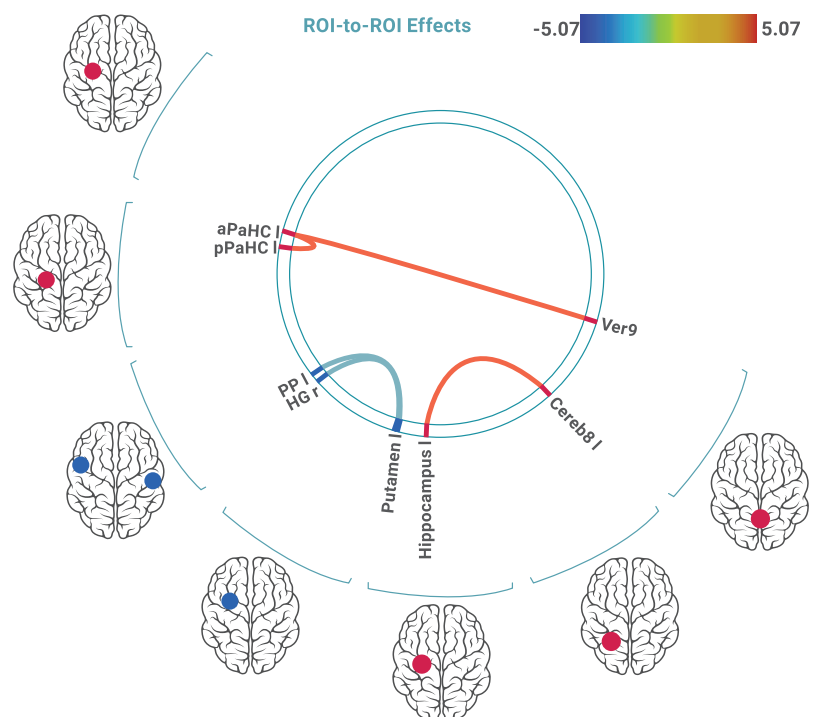 ROI-to-ROI Effects
-5.07
5.07
aPaHC l
pPaHC l
Ver9
PP l
HG r
Cereb8 l
Putamen l
Hippocampus l